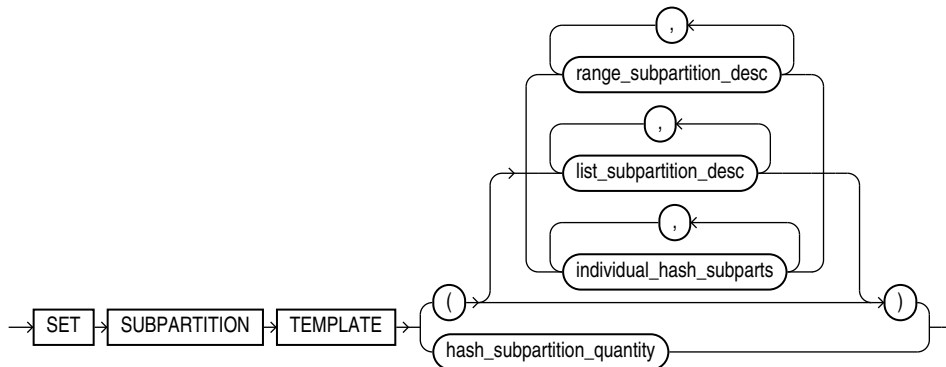 ,
range_subpartition_desc
,
list_subpartition_desc
,
individual_hash_subparts
SET SUBPARTITION TEMPLATE ( )
hash_subpartition_quantity